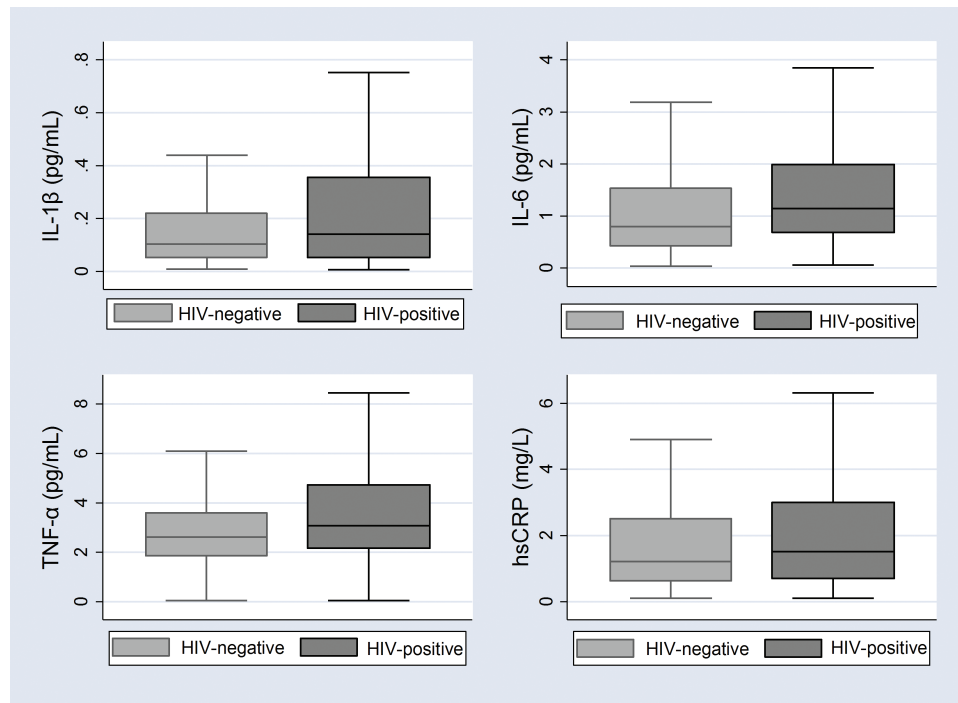 IL-1β (pg/mL)
.8
.6
.4
.2
0
HIV-negative HIV-positive
IL-6 (pg/mL)
4
3
2
1
0
HIV-negative HIV-positive
TNF-α (pg/mL)
8
6
4
2
0
HIV-negative HIV-positive
hsCRP (mg/L)
6
4
2
0
HIV-negative HIV-positive